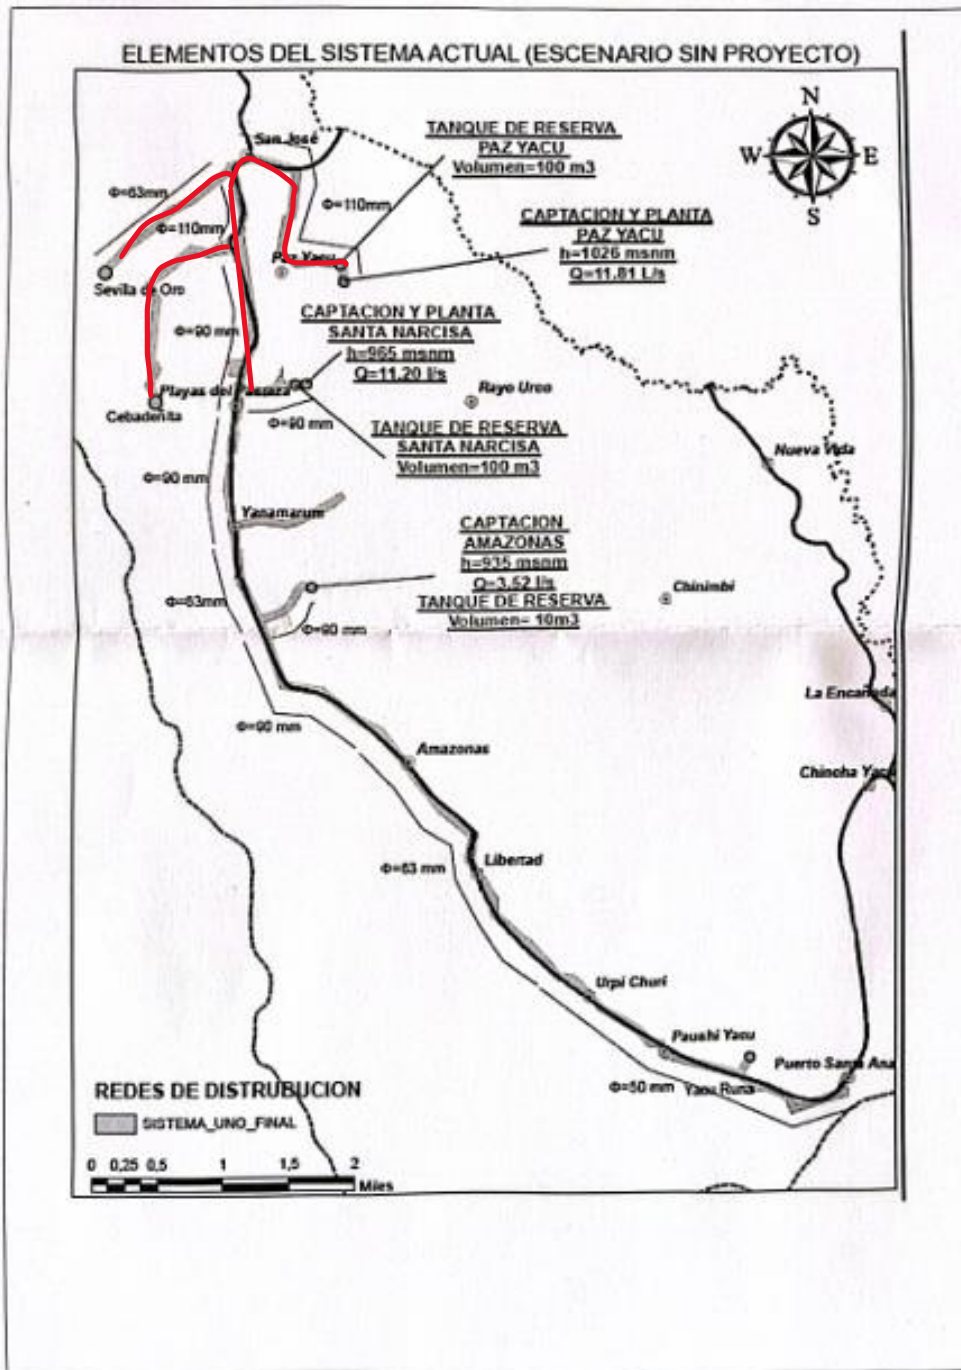 ELEMENTOS DEL SISTEMA ACTUAL (ESCENARIO SIN PROYECTO)
N
W
E
S
San José
TANQUE DE RESERVA
PAZ YACU
Volumen=100 m3
Φ=63mm
Φ=110mm
Φ=110mm
CAPTACION Y PLANTA
PAZ YACU
h=1026 msnm
Q=11.81 L/s
Paz Yacu
Sevilla de Oro
CAPTACION Y PLANTA
SANTA NARCISA
h=965 msnm
Q=11.20 l/s
Φ=90 mm
Playas del Pastaza
Cebadeñita
Rayo Urco
Φ=90 mm
TANQUE DE RESERVA
SANTA NARCISA
Volumen=100 m3
Nueva Vida
Φ=90 mm
Yanamarum
CAPTACION
AMAZONAS
h=935 msnm
Q=3.52 l/s
TANQUE DE RESERVA
Volumen= 10m3
Chinimbi
Φ=63mm
Φ=90 mm
La Encañada
Φ=90 mm
Amazonas
Chincha Yacu
Φ=63 mm
Libertad
Urpi Churi
Paushi Yacu
Puerto Santa Ana
Φ=50 mm
Yacu Runa
REDES DE DISTRUBUCION
SISTEMA_UNO_FINAL
0 0,25 0,5 1 1,5 2
Miles